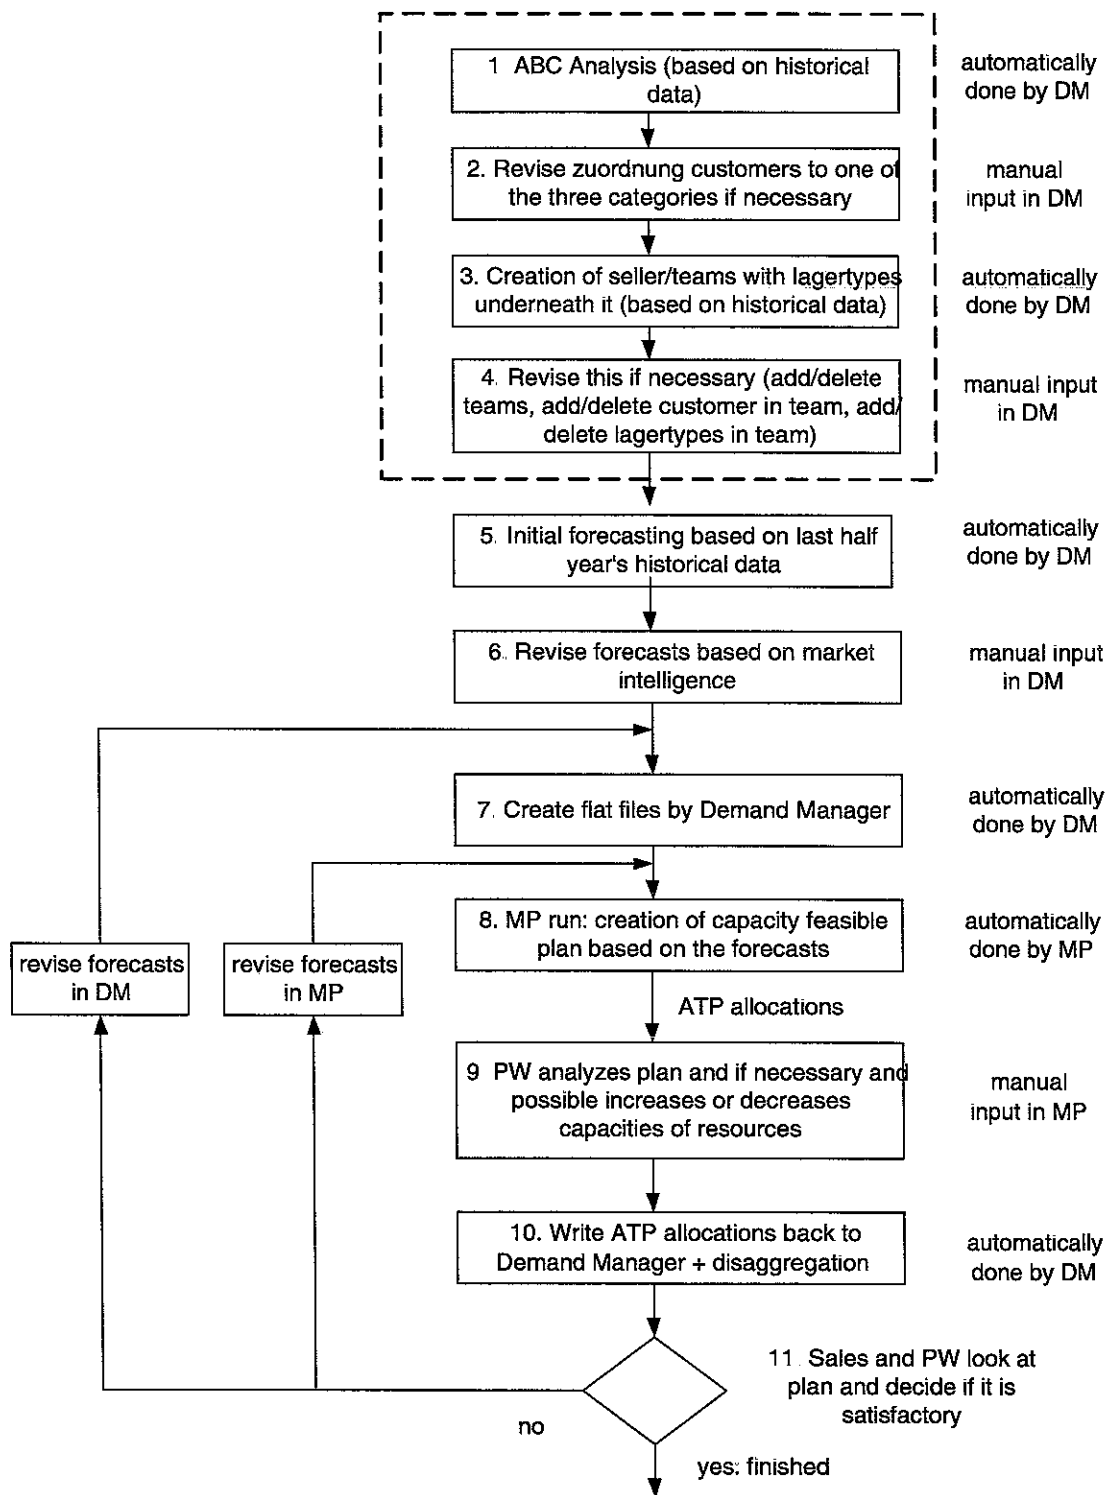 1 ABC Analysis (based on historical
data)
automatically
done by DM
2. Revise zuordnung customers to one of
the three categories if necessary
manual
input in DM
3. Creation of seller/teams with lagertypes
underneath it (based on historical data)
automatically
done by DM
4. Revise this if necessary (add/delete
teams, add/delete customer in team, add/
delete lagertypes in team)
manual input
in DM
5. Initial forecasting based on last half
year's historical data
automatically
done by DM
6. Revise forecasts based on market
intelligence
manual input
in DM
7. Create flat files by Demand Manager
automatically
done by DM
8. MP run: creation of capacity feasible
plan based on the forecasts
automatically
done by MP
revise forecasts
in DM
revise forecasts
in MP
ATP allocations
9 PW analyzes plan and if necessary and
possible increases or decreases
capacities of resources
manual
input in MP
10. Write ATP allocations back to
Demand Manager + disaggregation
automatically
done by DM
11. Sales and PW look at
plan and decide if it is
satisfactory
no
yes: finished